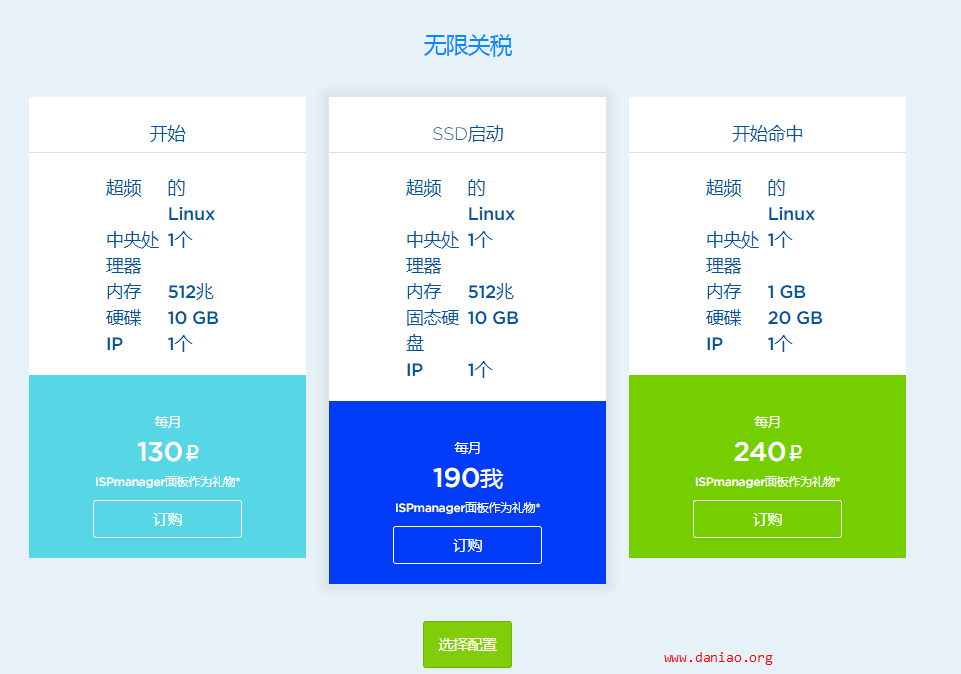 无限关税
开始
超频 的
Linux
中央处 1个
理器
内存 512兆
硬碟 10 GB
IP 1个
每月
130₽
ISPmanager面板作为礼物*
订购
SSD启动
超频 的
Linux
中央处 1个
理器
内存 512兆
固态硬 10 GB
盘
IP 1个
每月
190我
ISPmanager面板作为礼物*
订购
开始命中
超频 的
Linux
中央处 1个
理器
内存 1 GB
硬碟 20 GB
IP 1个
每月
240₽
ISPmanager面板作为礼物*
订购
选择配置
www.daniao.org